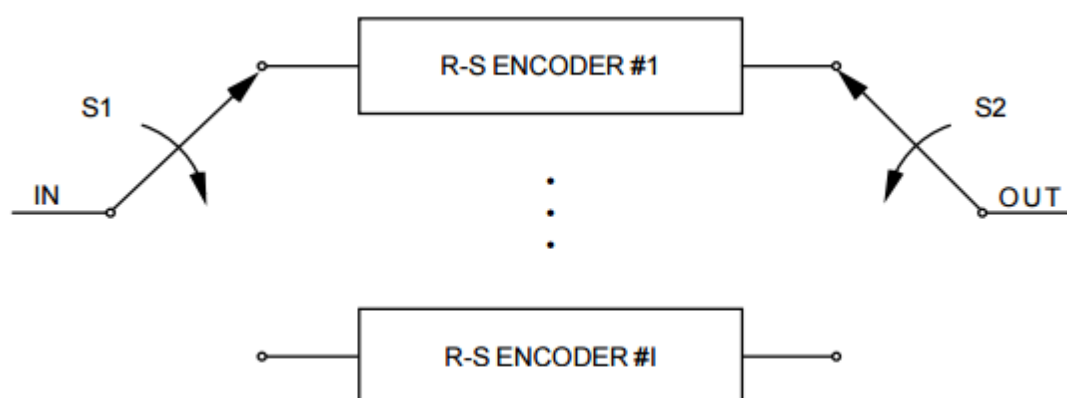 R-S ENCODER #1
S1
S2
IN
OUT
R-S ENCODER #I